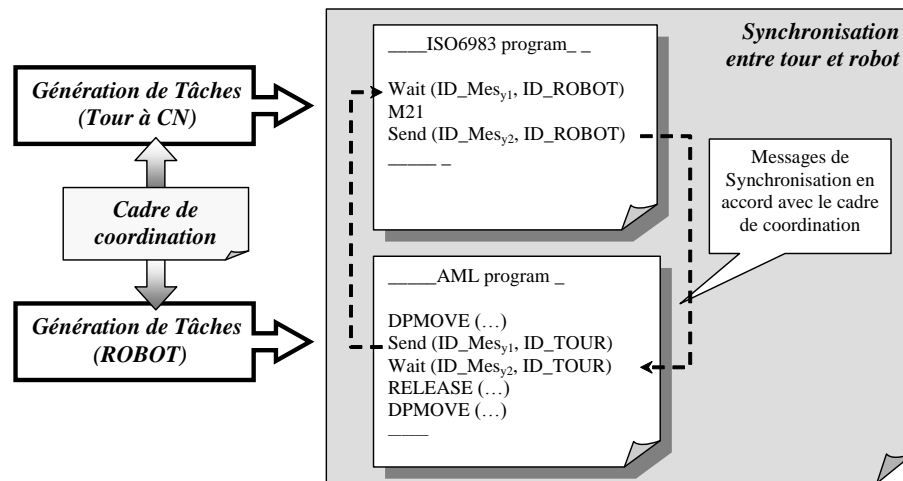 Synchronisation
entre tour et robot
Génération de Tâches
(Tour à CN)
Cadre de
coordination
Génération de Tâches
(ROBOT)
____ISO6983 program_ _
Wait (ID_Mesy1, ID_ROBOT)
M21
Send (ID_Mesy2, ID_ROBOT)
_____ _
_____AML program _
DPMOVE (…)
Send (ID_Mesy1, ID_TOUR)
Wait (ID_Mesy2, ID_TOUR)
RELEASE (…)
DPMOVE (…)
_____
Messages de
Synchronisation en
accord avec le cadre
de coordination